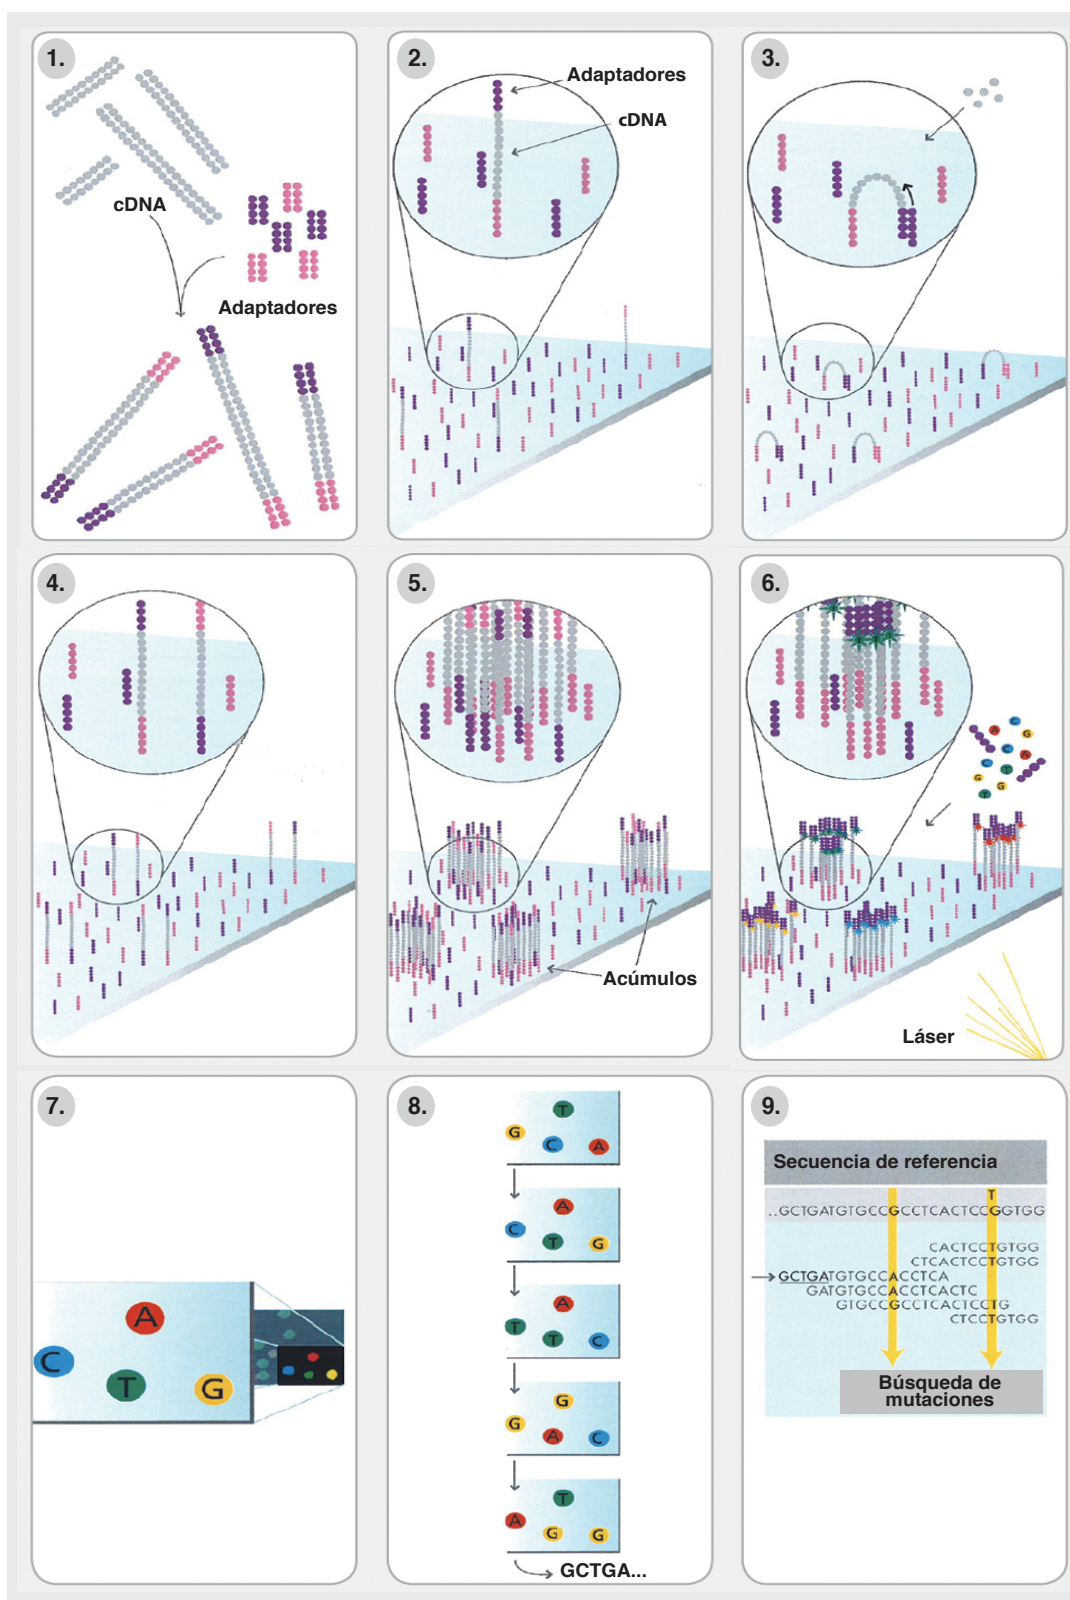 1.
cDNA
Adaptadores
2.
Adaptadores
cDNA
3.
4.
5.
Acúmulos
6.
A
C
G
C
A
C
T
G
G
T
Láser
7.
A
C
T
G
8.
T
G
C
A
A
C
T
G
A
T
T
C
G
G
A
C
T
A
G
G
GCTGA...
9.
Secuencia de referencia
T
..GCTGATGTGCCGCCTCACTCCGGTGG
CACTCCTGTGG
CTCACTCCTGTGG
GCTGATGTGCCACCTCA
GATGTGCCACCTCACTC
GTGCCGCCTCACTCCTG
CTCCTGTGG
Búsqueda de
mutaciones